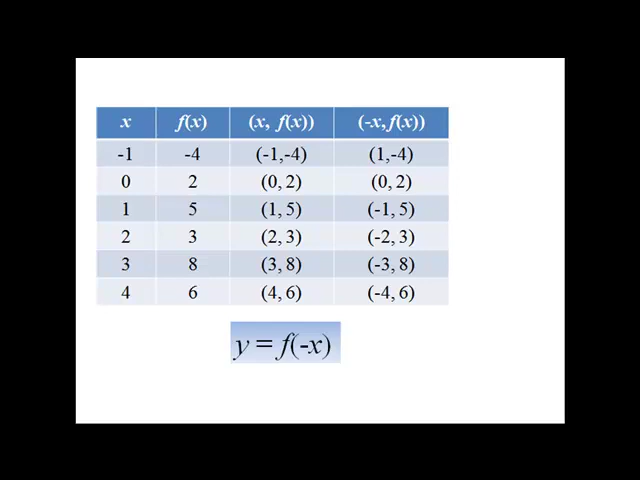 x f(x) (x, f(x)) (-x, f(x))
-1 -4 (-1,-4) (1,-4)
0 2 (0, 2) (0, 2)
1 5 (1, 5) (-1, 5)
2 3 (2, 3) (-2, 3)
3 8 (3, 8) (-3, 8)
4 6 (4, 6) (-4, 6)
y = f(-x)